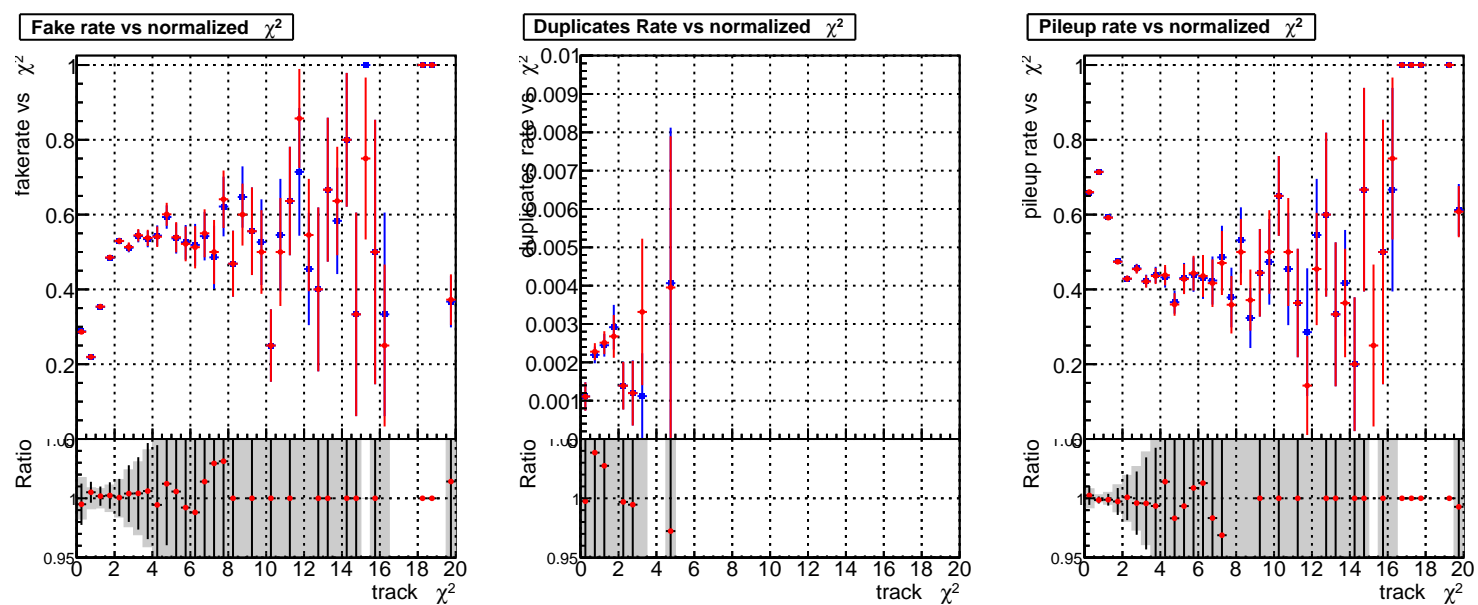 Fake rate vs normalized χ²
fakerate vs χ²
1
0.8
0.6
0.4
0.2
Ratio
1
0.95
0 2 4 6 8 10 12 14 16 18 20
track χ²
Duplicates Rate vs normalized χ²
duplicates rate vs χ²
0.01
0.009
0.008
0.007
0.006
0.005
0.004
0.003
0.002
0.001
Ratio
1
0.95
0 2 4 6 8 10 12 14 16 18 20
track χ²
Pileup rate vs normalized χ²
pileup rate vs χ²
1
0.8
0.6
0.4
0.2
0
Ratio
1
0.95
0 2 4 6 8 10 12 14 16 18 20
track χ²